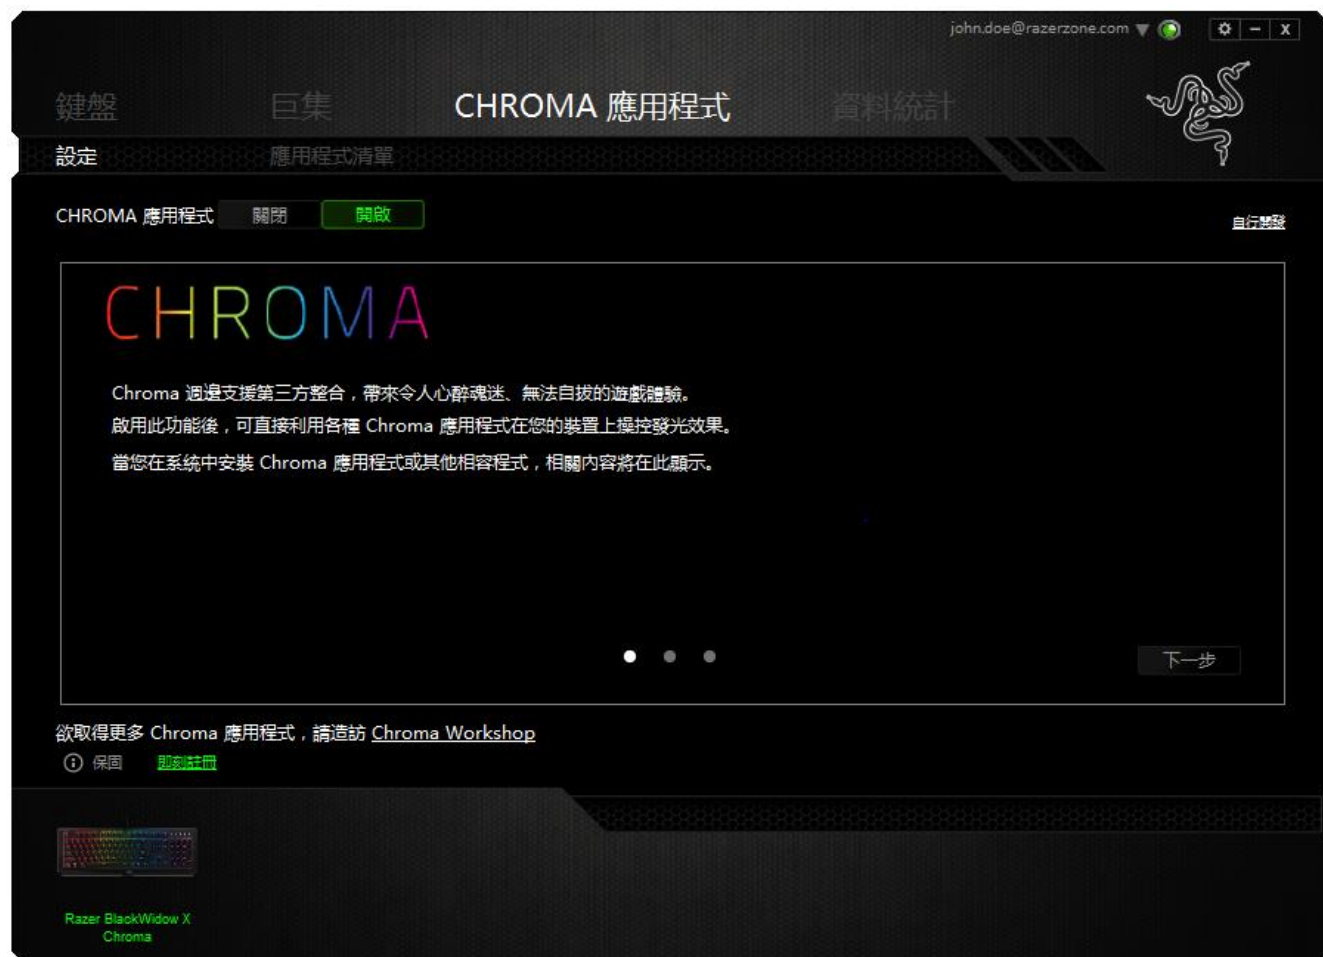 john.doe@razerzone.com
鍵盤 巨集 CHROMA 應用程式 資料統計
設定 應用程式清單
CHROMA 應用程式 關閉 開啟
自行開發
CHROMA
Chroma 週邊支援第三方整合，帶來令人心醉魂迷、無法自拔的遊戲體驗。
啟用此功能後，可直接利用各種 Chroma 應用程式在您的裝置上操控發光效果。
當您在系統中安裝 Chroma 應用程式或其他相容程式，相關內容將在此顯示。
下一步
欲取得更多 Chroma 應用程式，請造訪 Chroma Workshop
保固 即刻註冊
Razer BlackWidow X
Chroma